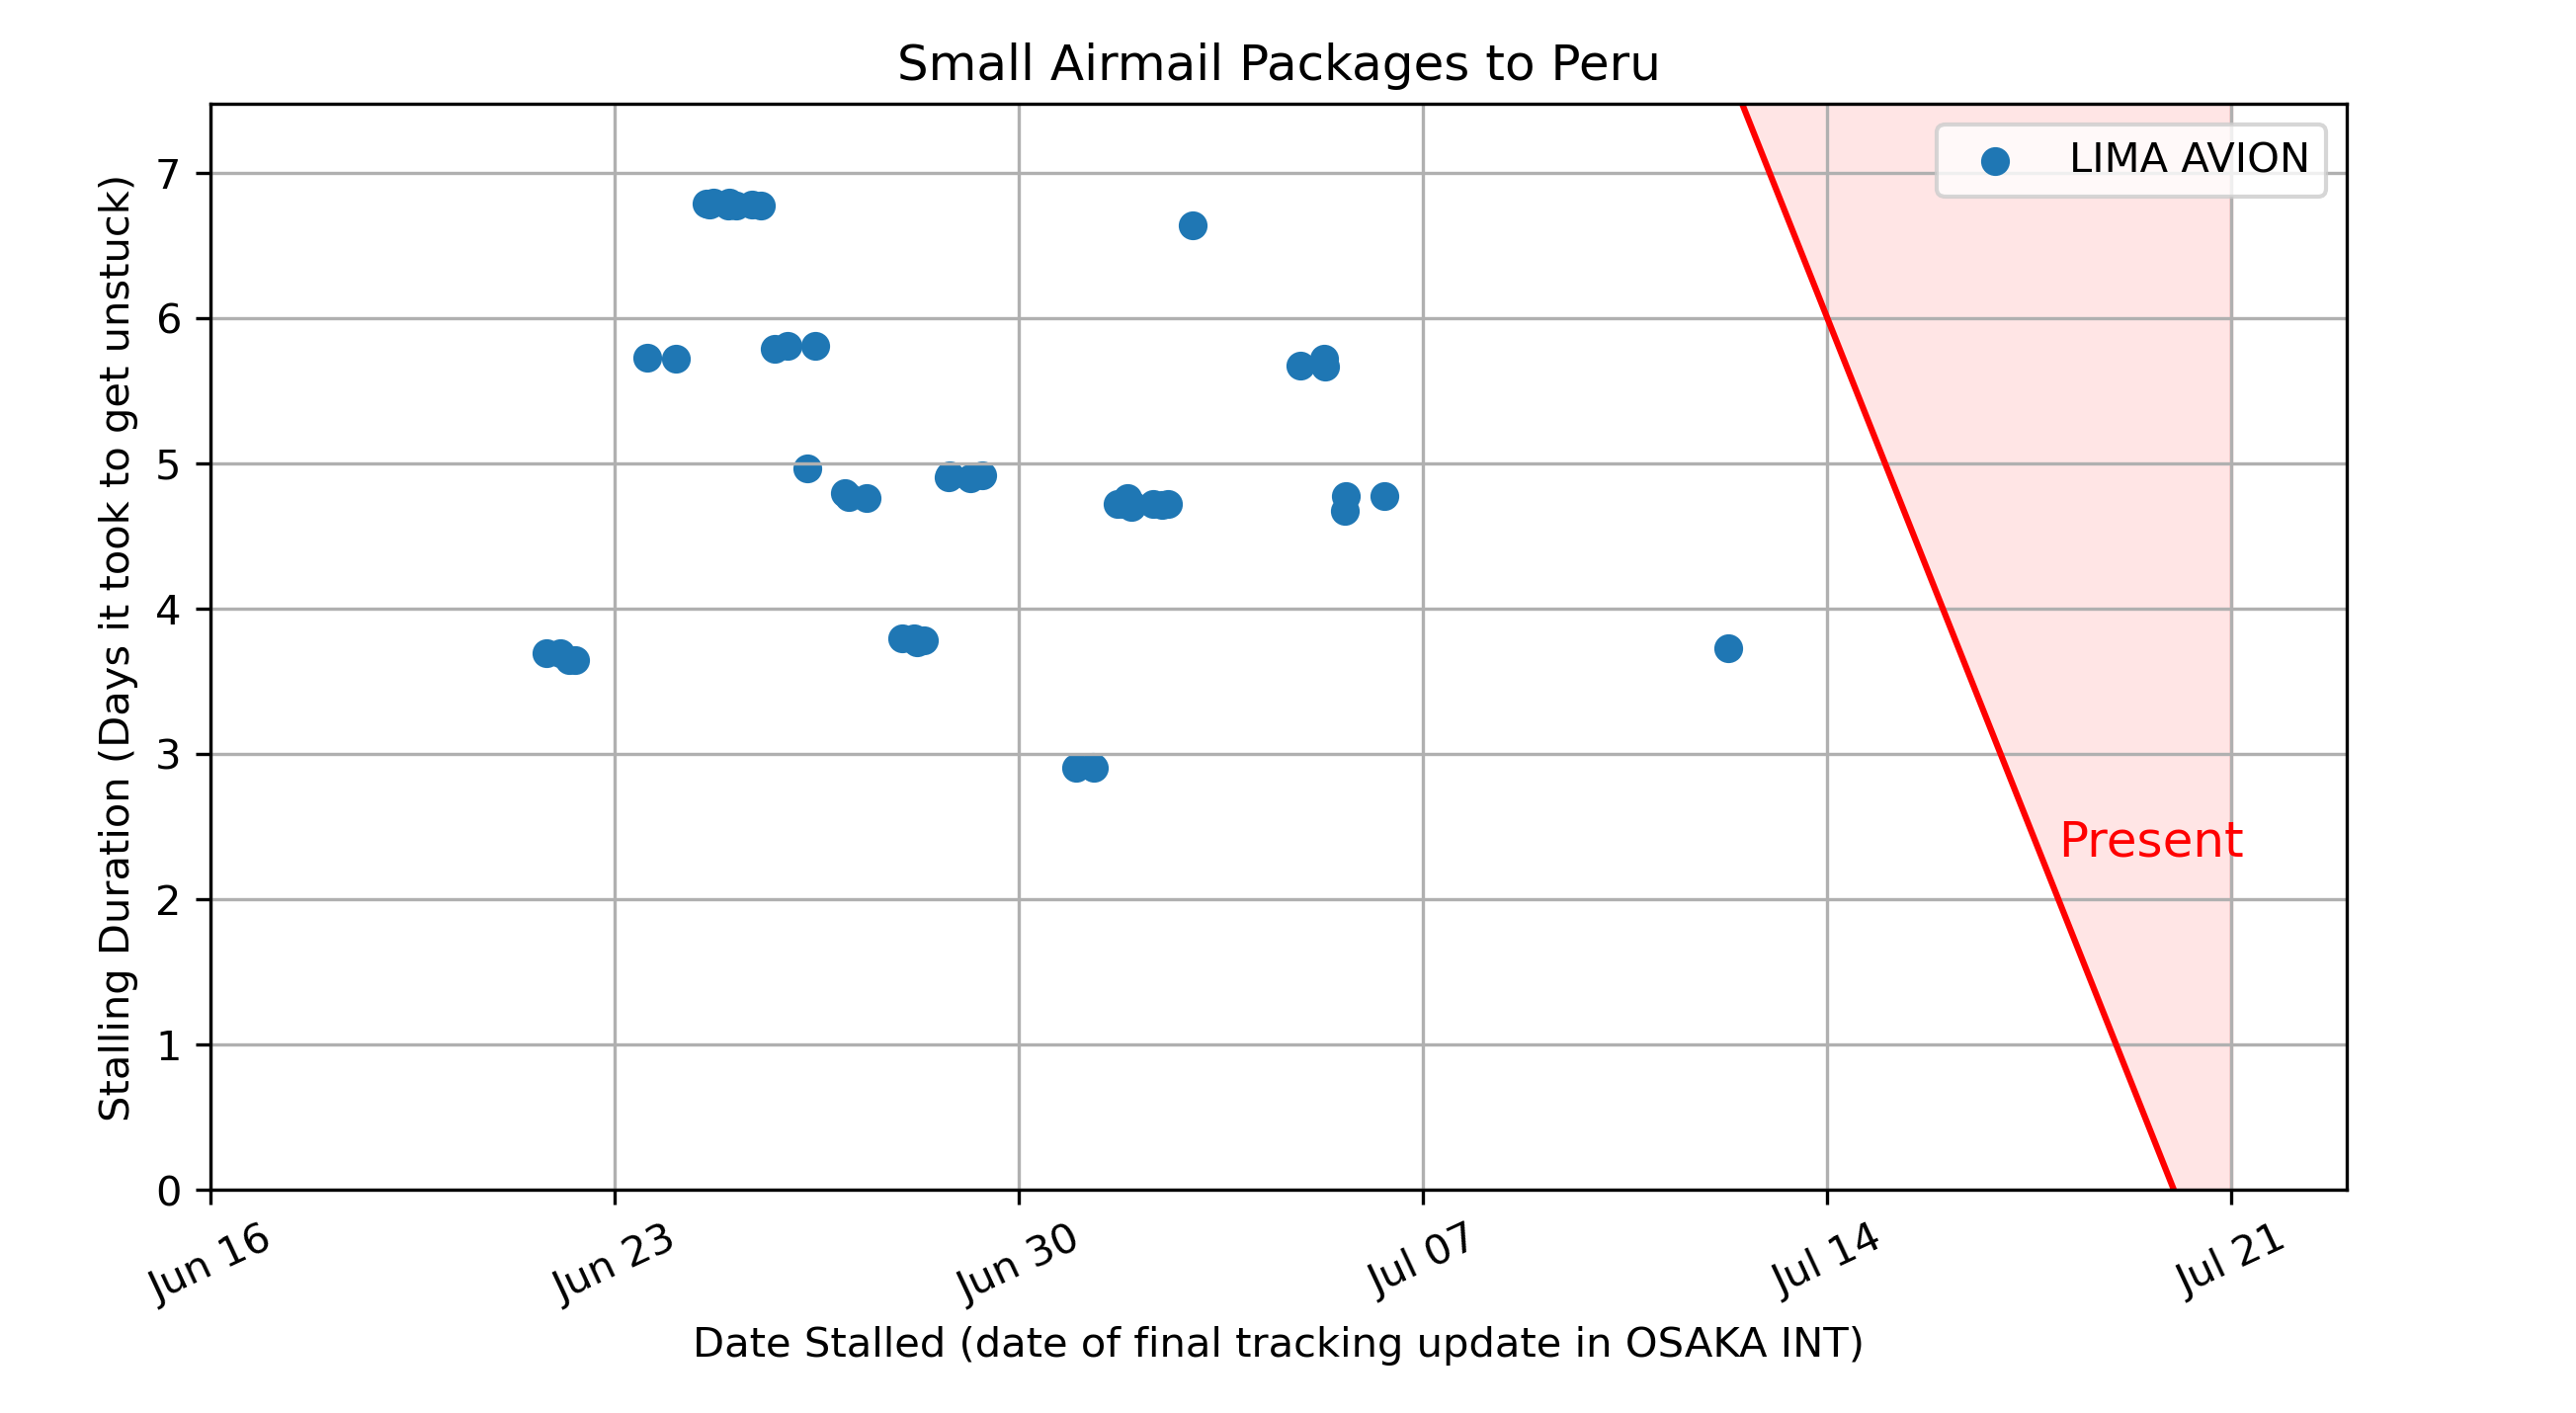 Small Airmail Packages to Peru
LIMA AVION
Stalling Duration (Days it took to get unstuck)
7
6
5
4
3
2
1
0
Present
Jun 16
Jun 23
Jun 30
Jul 07
Jul 14
Jul 21
Date Stalled (date of final tracking update in OSAKA INT)